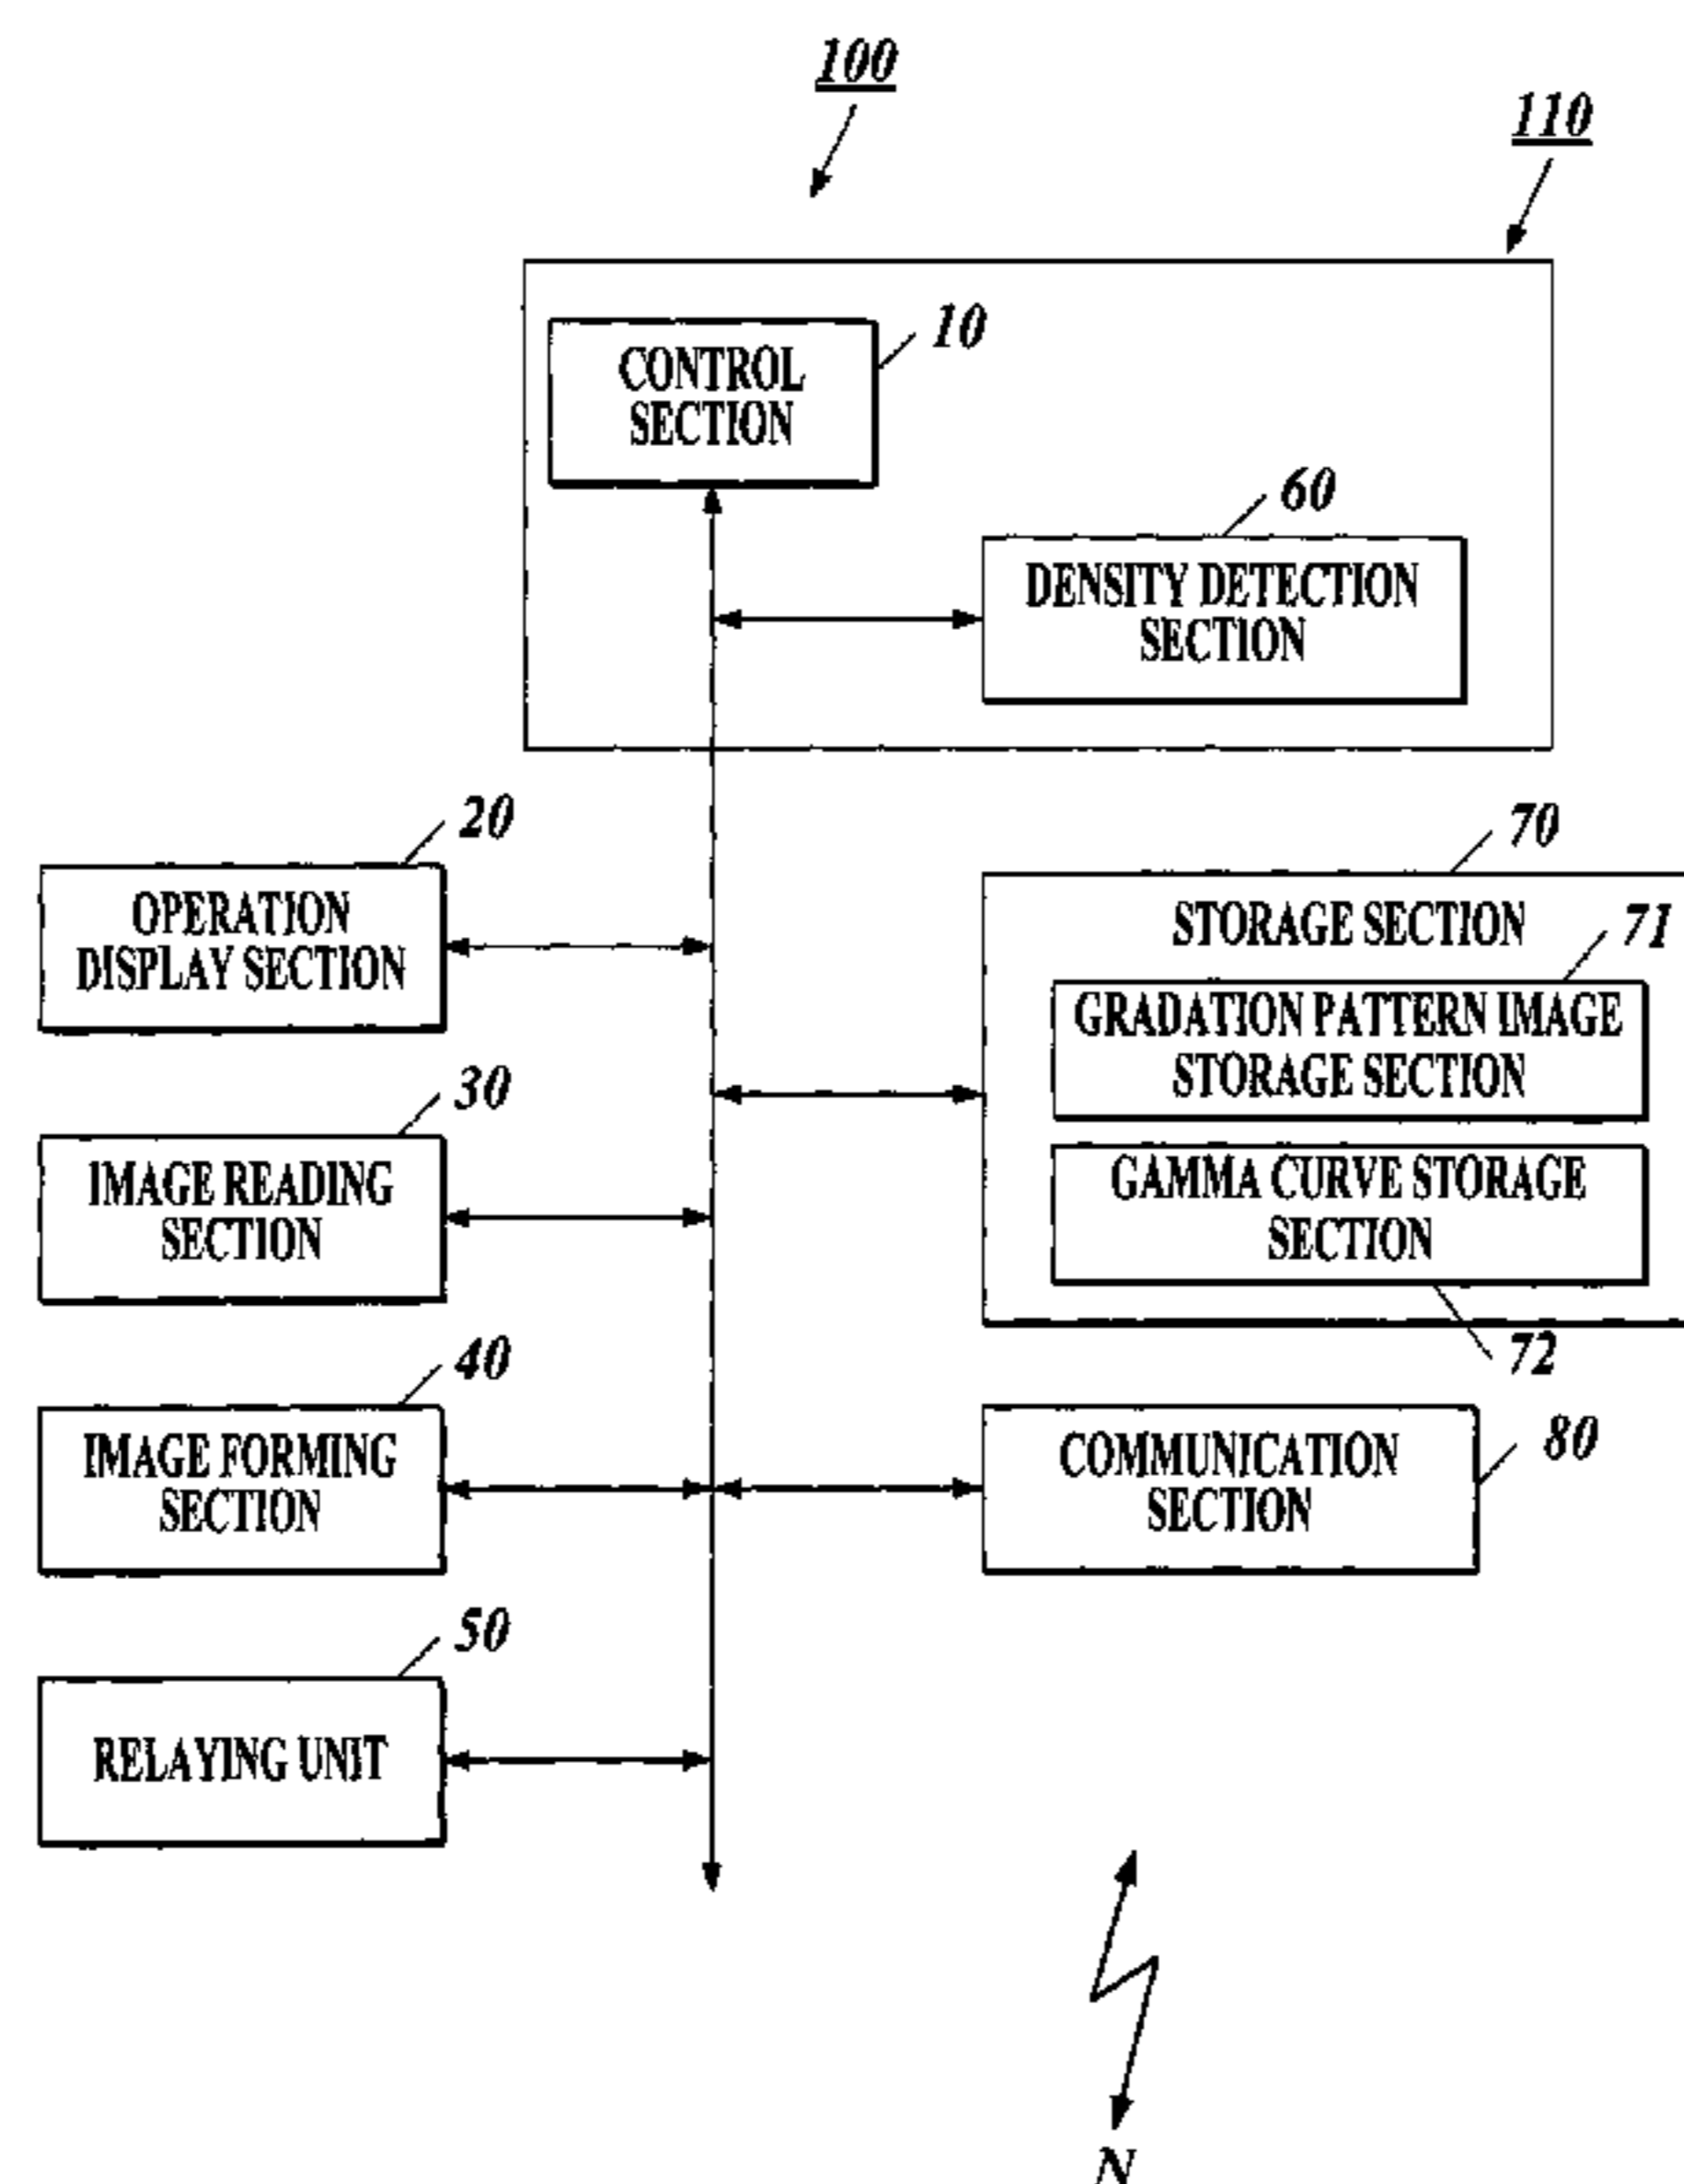 100
110
10
CONTROL
SECTION
60
DENSITY DETECTION
SECTION
20
OPERATION
DISPLAY SECTION
70
STORAGE SECTION
71
GRADATION PATTERN IMAGE
STORAGE SECTION
30
IMAGE READING
SECTION
GAMMA CURVE STORAGE
SECTION
72
40
IMAGE FORMING
SECTION
COMMUNICATION
SECTION
80
50
RELAYING UNIT
N